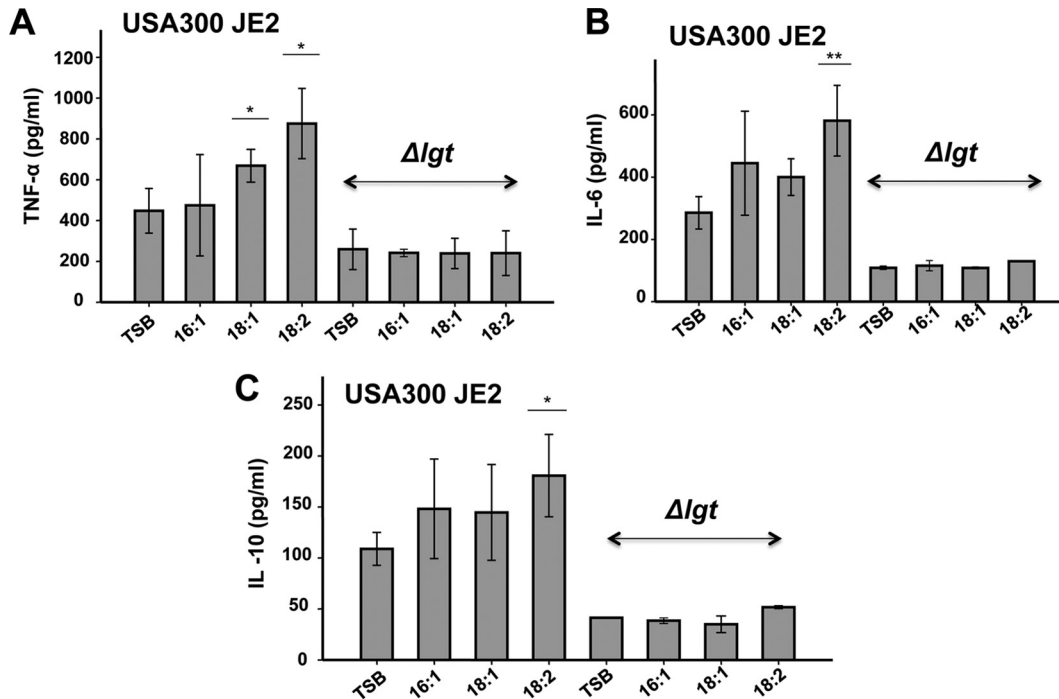 A
USA300 JE2
TNF-α (pg/ml)
1200
1000
800
600
400
200
0
*
*
Δlgt
TSB
16:1
18:1
18:2
TSB
16:1
18:1
18:2
B
USA300 JE2
IL-6 (pg/ml)
600
400
200
0
**
Δlgt
TSB
16:1
18:1
18:2
TSB
16:1
18:1
18:2
C
USA300 JE2
IL -10 (pg/ml)
250
200
150
100
50
0
*
Δlgt
TSB
16:1
18:1
18:2
TSB
16:1
18:1
18:2